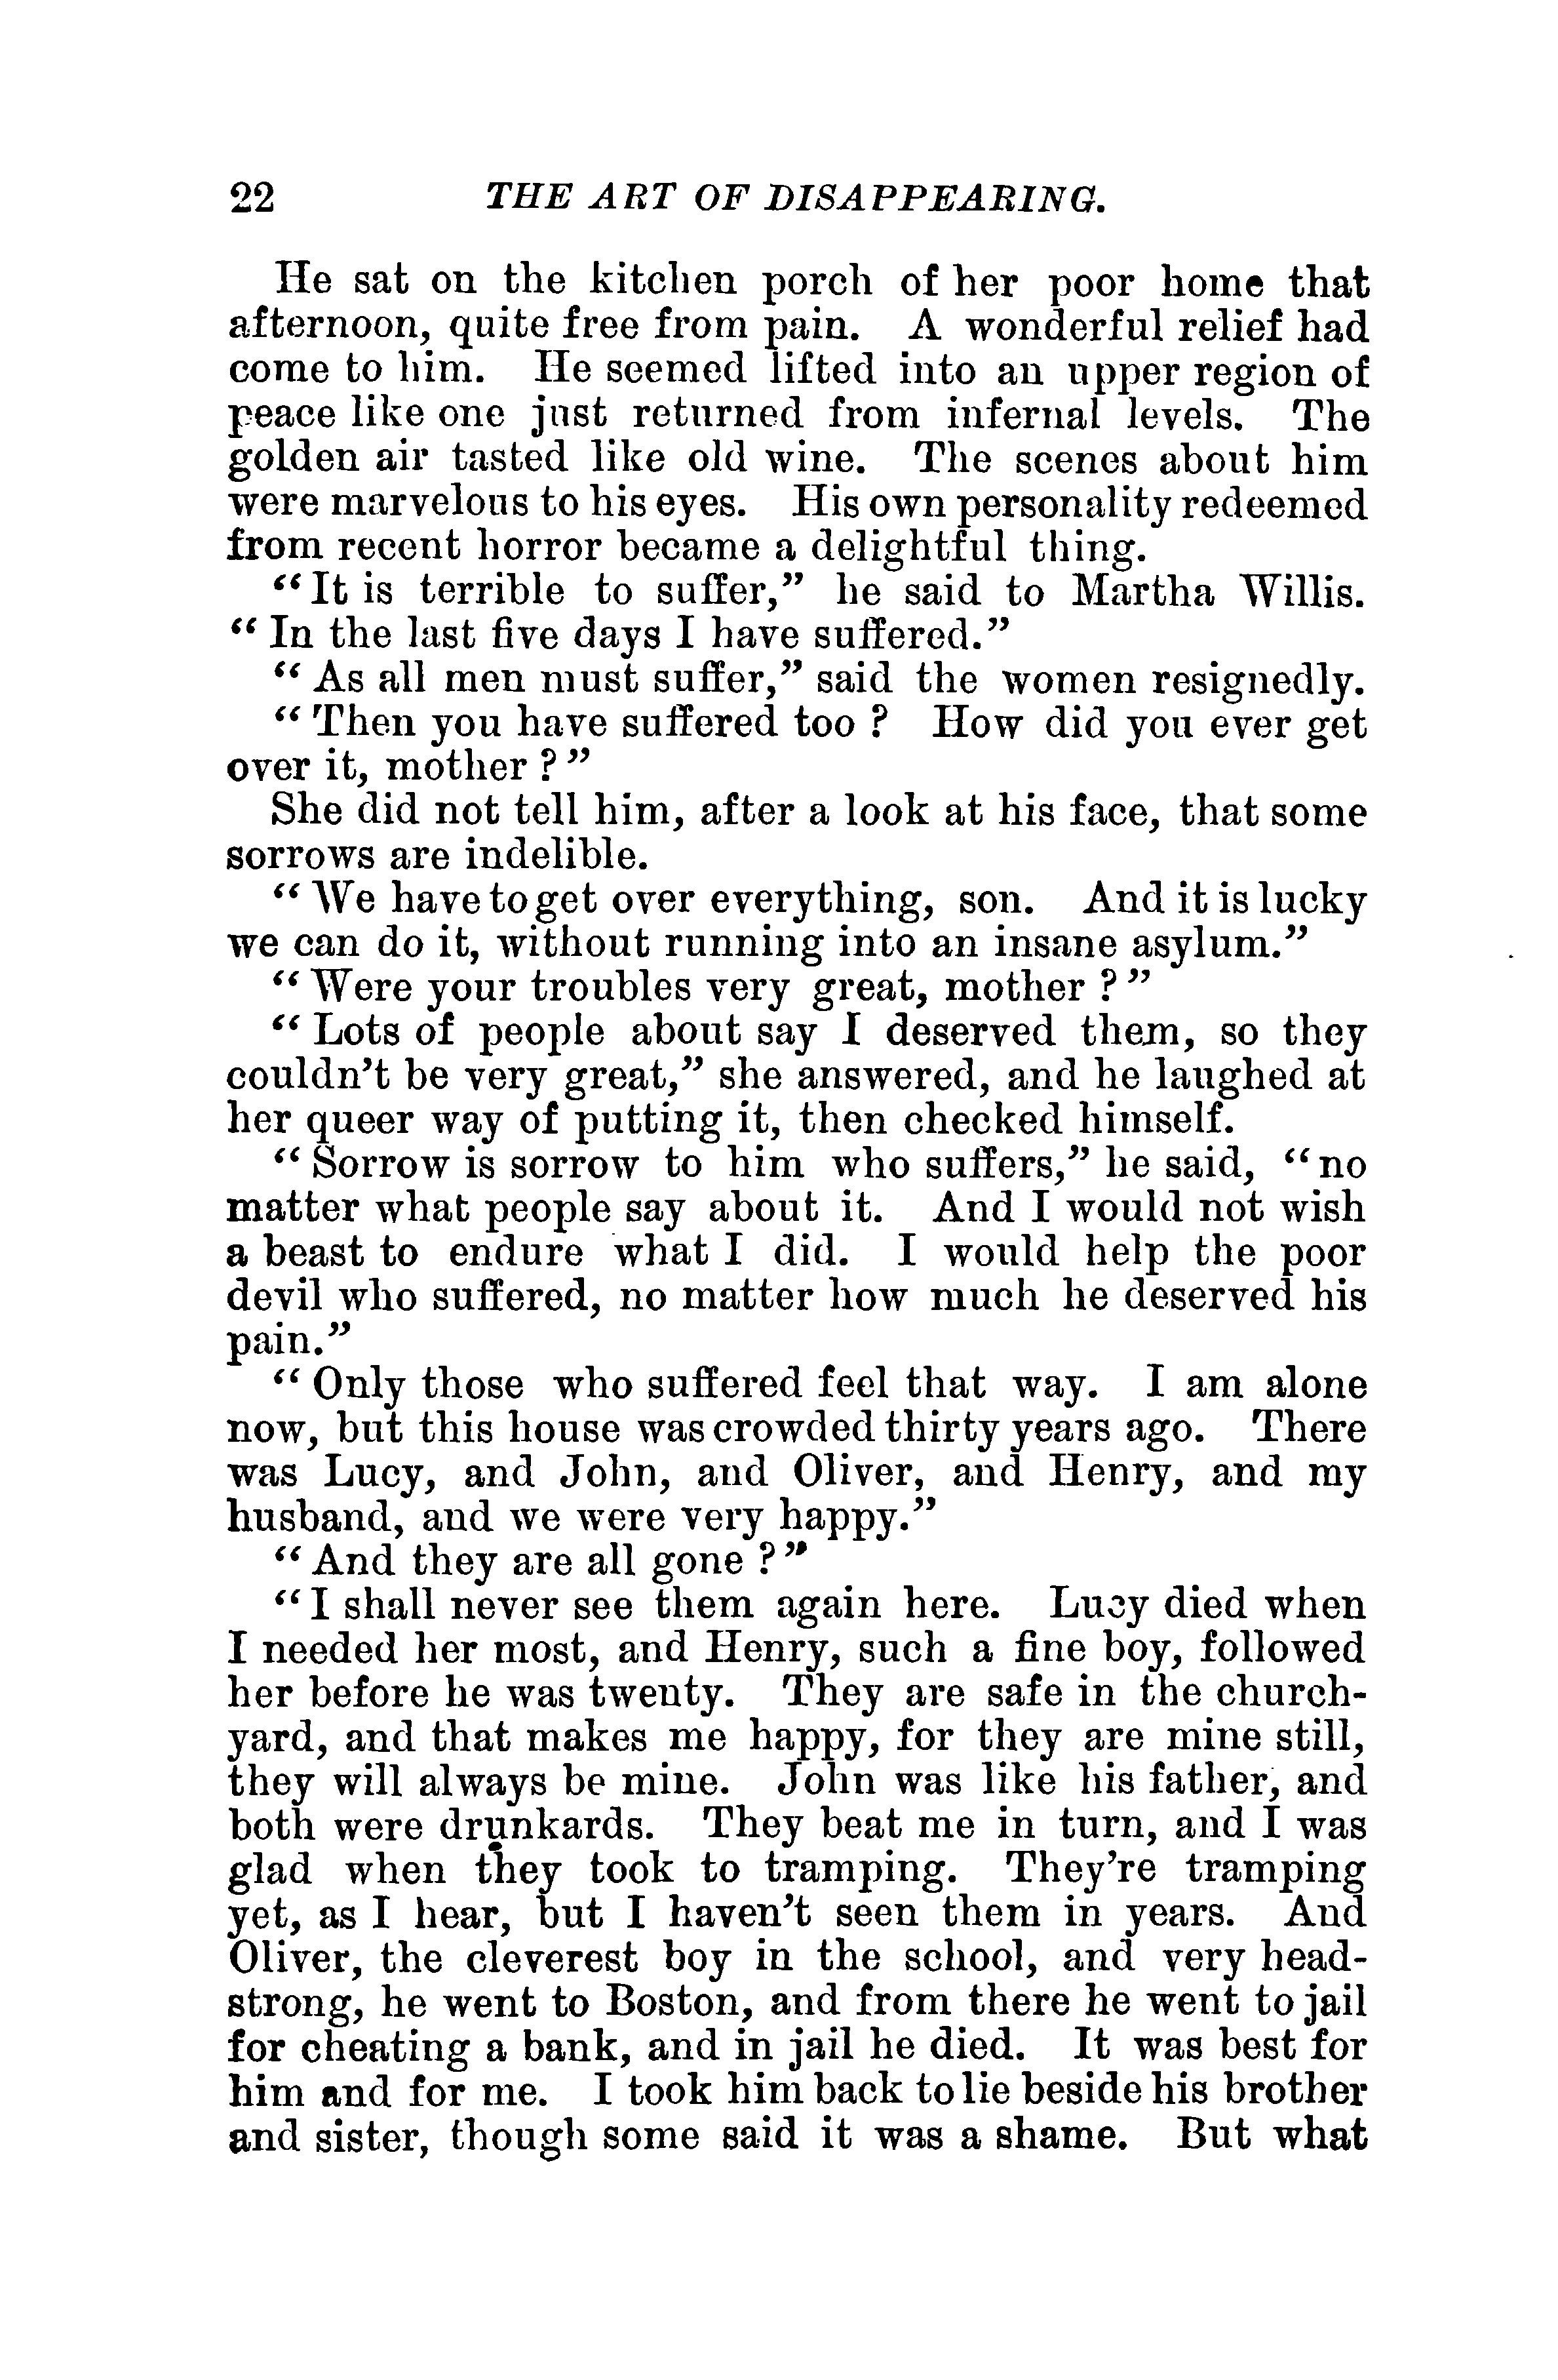 22 THE ART OF DISAPPEARING.
He sat on the kitchen porch of her poor home that
afternoon, quite free from pain. A wonderful relief had
come to him. He seemed lifted into an upper region of
peace like one just returned from infernal levels. The
golden air tasted like old wine. The scenes about him
were marvelous to his eyes. His own personality redeemed
from recent horror became a delightful thing.
“It is terrible to suffer,” he said to Martha Willis.
“In the last five days I have suffered.”
“As all men must suffer,” said the women resignedly.
“Then you have suffered too? How did you ever get
over it, mother?”
She did not tell him, after a look at his face, that some
sorrows are indelible.
“We have to get over everything, son. And it is lucky
we can do it, without running into an insane asylum.”
“Were your troubles very great, mother?”
“Lots of people about say I deserved them, so they
couldn’t be very great,” she answered, and he laughed at
her queer way of putting it, then checked himself.
“Sorrow is sorrow to him who suffers,” he said, “no
matter what people say about it. And I would not wish
a beast to endure what I did. I would help the poor
devil who suffered, no matter how much he deserved his
pain.”
“Only those who suffered feel that way. I am alone
now, but this house was crowded thirty years ago. There
was Lucy, and John, and Oliver, and Henry, and my
husband, and we were very happy.”
“And they are all gone?”
“I shall never see them again here. Lucy died when
I needed her most, and Henry, such a fine boy, followed
her before he was twenty. They are safe in the church-
yard, and that makes me happy, for they are mine still,
they will always be mine. John was like his father, and
both were drunkards. They beat me in turn, and I was
glad when they took to tramping. They’re tramping
yet, as I hear, but I haven’t seen them in years. And
Oliver, the cleverest boy in the school, and very head-
strong, he went to Boston, and from there he went to jail
for cheating a bank, and in jail he died. It was best for
him and for me. I took him back to lie beside his brother
and sister, though some said it was a shame. But what